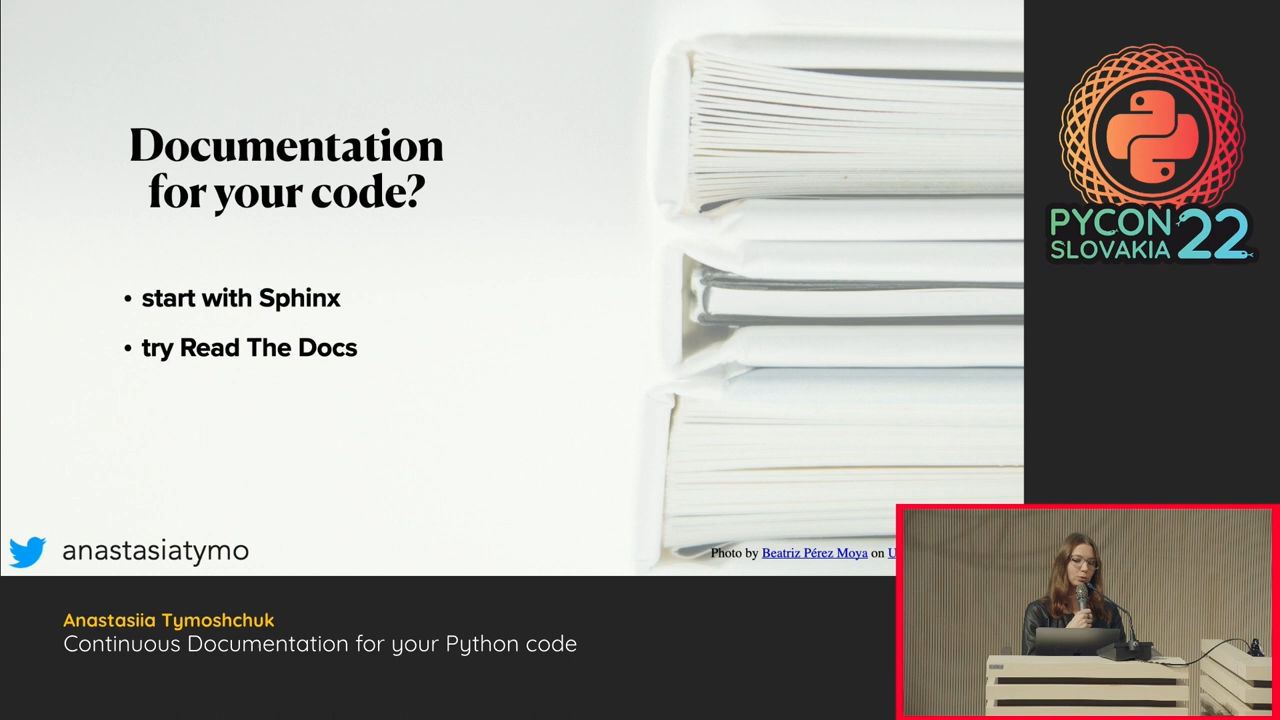 Documentation
for your code?
• start with Sphinx
• try Read The Docs
anastasiatymo
Photo by Beatriz Pérez Moya on
PYCON 22
SLOVAKIA
Anastasiia Tymoshchuk
Continuous Documentation for your Python code